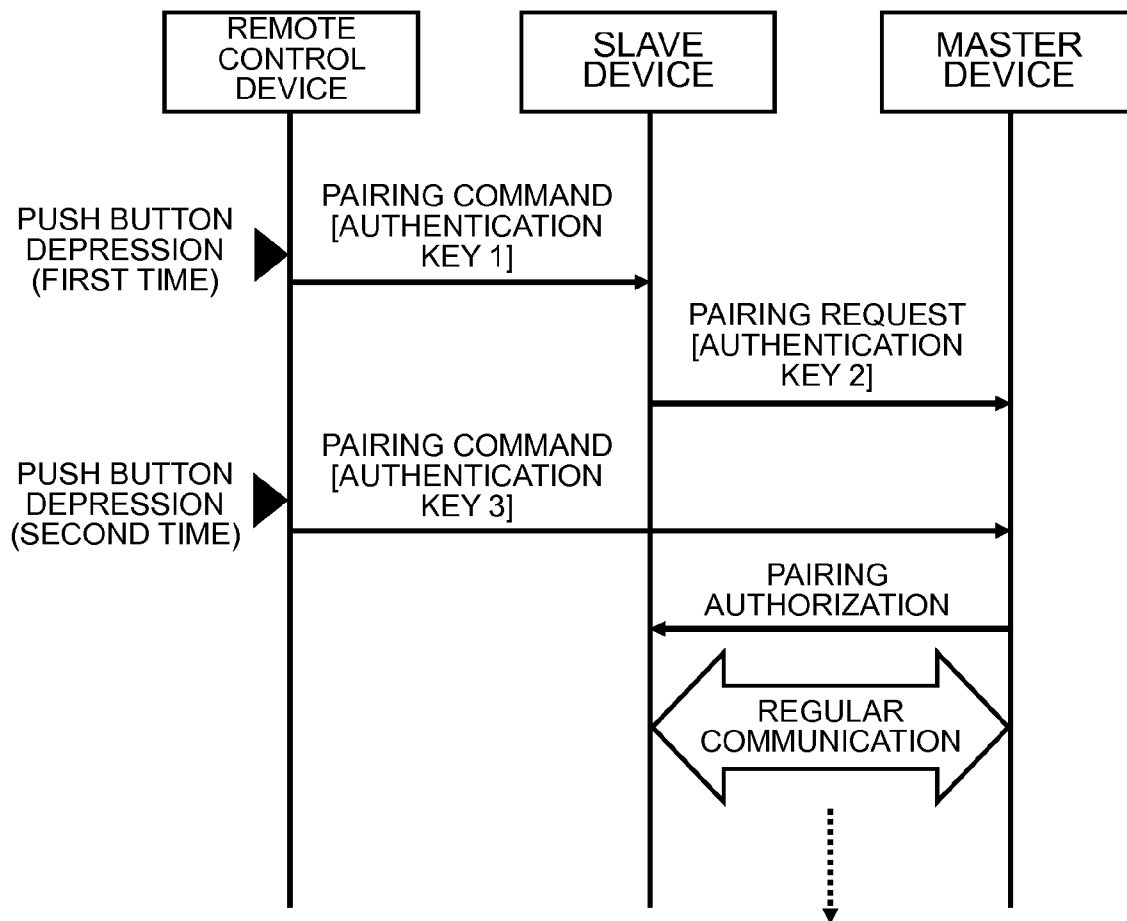 REMOTE
CONTROL
DEVICE
SLAVE
DEVICE
MASTER
DEVICE
PUSH BUTTON
DEPRESSION
(FIRST TIME)
PAIRING COMMAND
[AUTHENTICATION
KEY 1]
PAIRING REQUEST
[AUTHENTICATION
KEY 2]
PUSH BUTTON
DEPRESSION
(SECOND TIME)
PAIRING COMMAND
[AUTHENTICATION
KEY 3]
PAIRING
AUTHORIZATION
REGULAR
COMMUNICATION